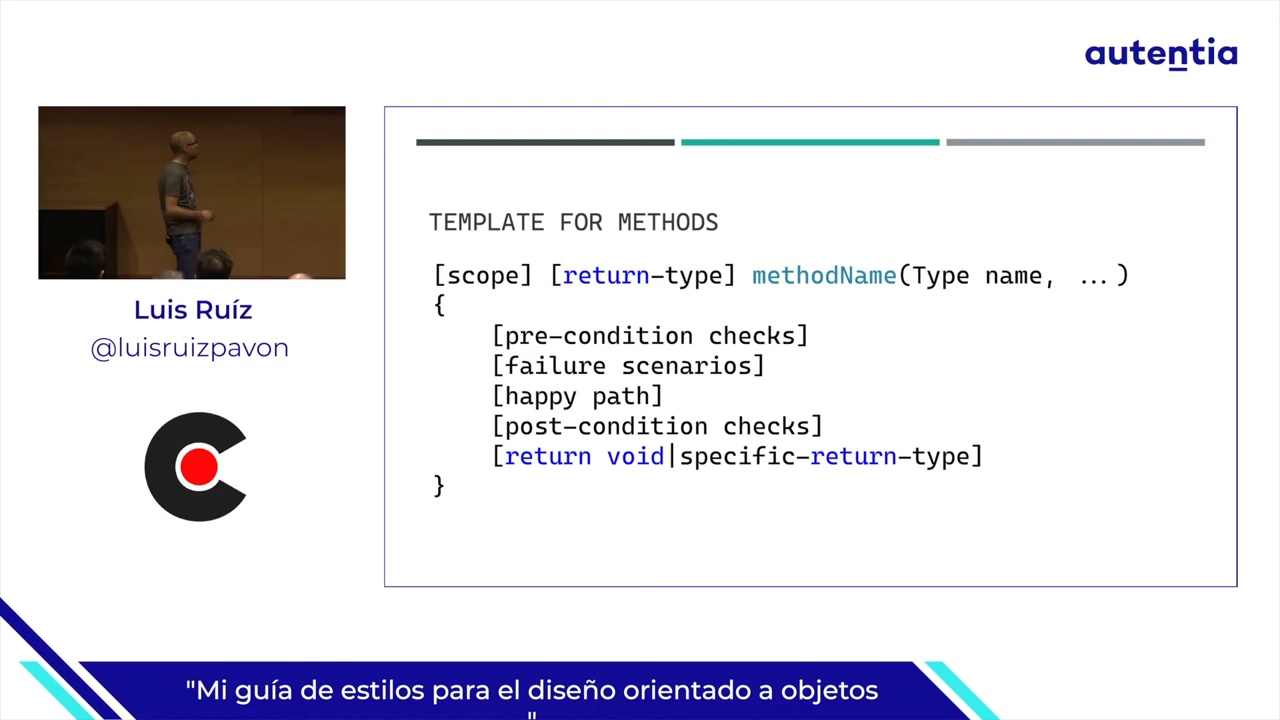 autentia
Luis Ruíz
@luisruizpavon
TEMPLATE FOR METHODS
[scope] [return-type] methodName(Type name, ...)
{
[pre-condition checks]
[failure scenarios]
[happy path]
[post-condition checks]
[return void|specific-return-type]
}
"Mi guía de estilos para el diseño orientado a objetos
"